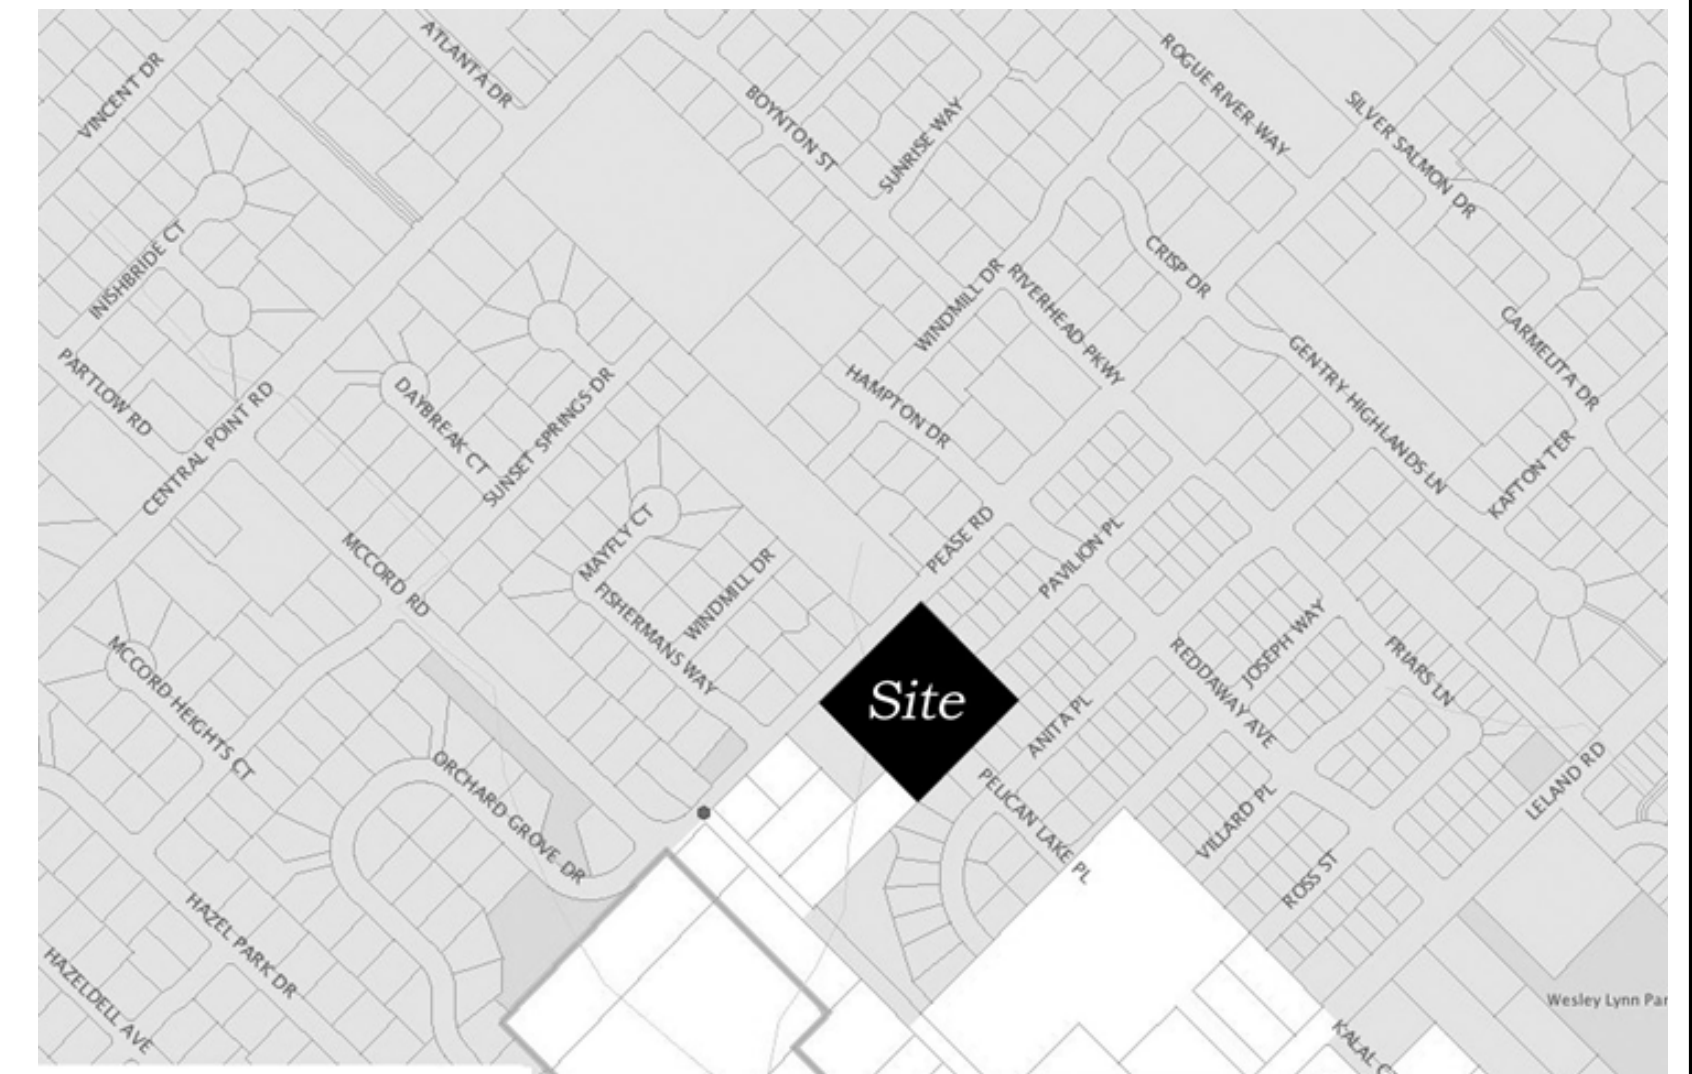 ATLANTA DR
VINCENT DR
ROGUE RIVER WAY
BOYNTON ST
SUNRISE WAY
SILVER SALMON DR
INISHBRIDE CT
CRISP DR
WINDMILL DR
RIVERHEAD PKWY
CARMELITA DR
GENTRY HIGHLANDS LN
PARTLOW RD
HAMPTON DR
DAYBREAK CT
SUNSET SPRINGS DR
CENTRAL POINT RD
KAFTON TER
MCCORD RD
MAYFLY CT
PEASE RD
PAVILION PL
WINDMILL DR
FISHERMANS WAY
JOSEPH WAY
REDDAWAY AVE
FRIARS LN
MCCORD HEIGHTS CT
Site
ANITA PL
ORCHARD GROVE DR
PELICAN LAKE PL
VILLARD PL
LELAND RD
ROSS ST
HAZEL PARK DR
HAZELDELL AVE
Wesley Lynn Par
KALAL C